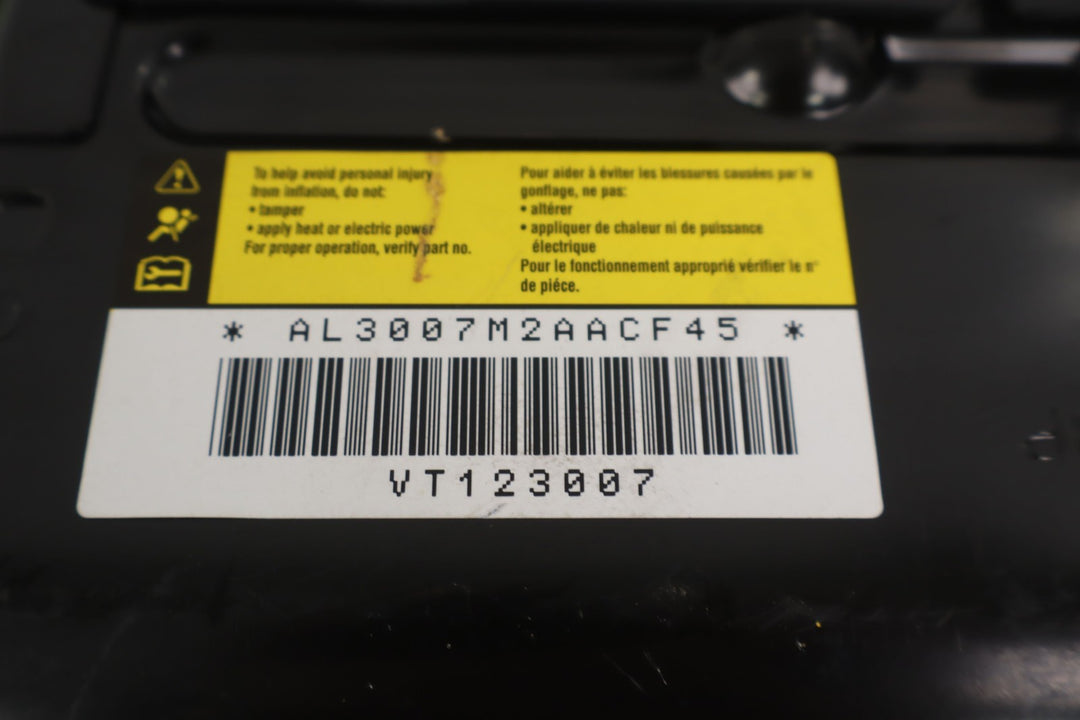 To help avoid personal injury
from inflation, do not:
• tamper
• apply heat or electric power
For proper operation, verify part no.
Pour aider à éviter les blessures causées par le
gonflage, ne pas:
• altérer
• appliquer de chaleur ni de puissance
électrique
Pour le fonctionnement approprié vérifier le n°
de piéce.
* AL3007M2AACF45 *
VT123007